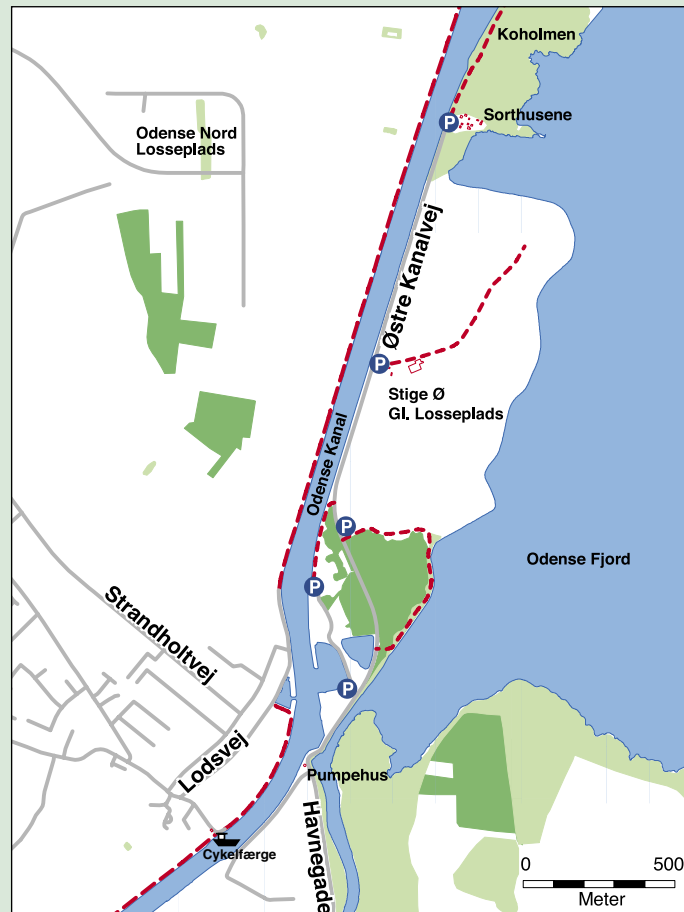 Koholmen
P
Sorthusene
Odense Nord
Losseplads
Østre Kanalvej
P
Stige Ø
Gl. Losseplads
Odense Kanal
P
Odense Fjord
P
Strandholtvej
P
Lodsvej
Pumpehus
Havnegade
Cykelfærge
0 500
Meter